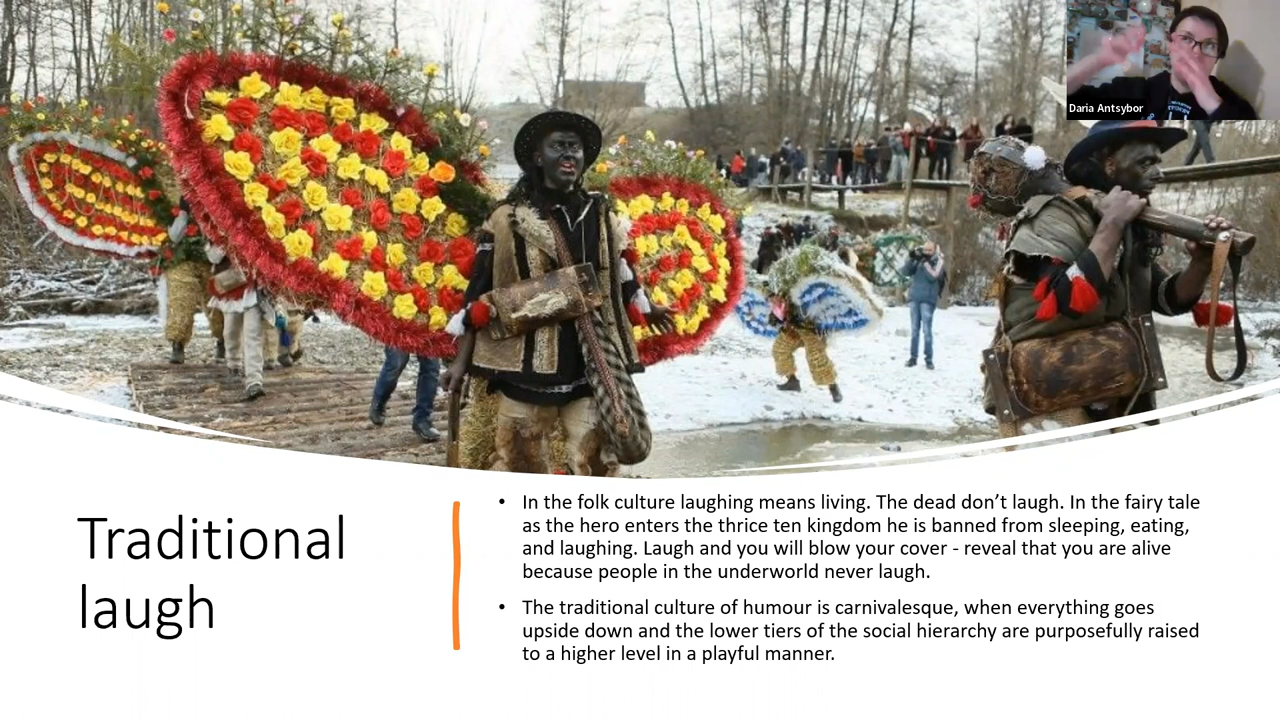 Daria Antsybor
Traditional
laugh
• In the folk culture laughing means living. The dead don’t laugh. In the fairy tale
as the hero enters the thrice ten kingdom he is banned from sleeping, eating,
and laughing. Laugh and you will blow your cover - reveal that you are alive
because people in the underworld never laugh.
• The traditional culture of humour is carnivalesque, when everything goes
upside down and the lower tiers of the social hierarchy are purposefully raised
to a higher level in a playful manner.